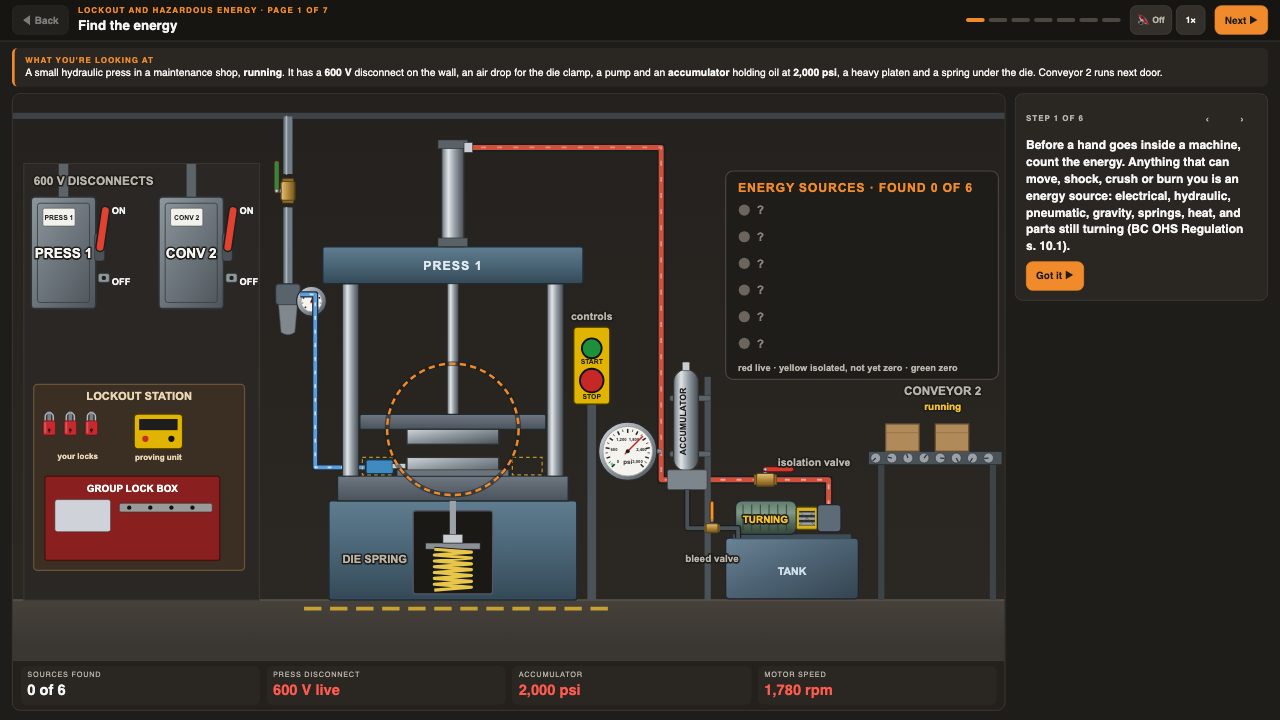 Back
LOCKOUT AND HAZARDOUS ENERGY · PAGE 1 OF 7
Find the energy
Off
1x
Next
WHAT YOU'RE LOOKING AT
A small hydraulic press in a maintenance shop, running. It has a 600 V disconnect on the wall, an air drop for the die clamp, a pump and an accumulator holding oil at 2,000 psi, a heavy platen and a spring under the die. Conveyor 2 runs next door.
600 V DISCONNECTS
PRESS 1
ON
PRESS 1
OFF
CONV 2
ON
CONV 2
OFF
LOCKOUT STATION
your locks
proving unit
GROUP LOCK BOX
PRESS 1
DIE SPRING
controls
START
STOP
psi
ACCUMULATOR
ENERGY SOURCES · FOUND 0 OF 6
?
?
?
?
?
?
red live · yellow isolated, not yet zero · green zero
CONVEYOR 2
running
isolation valve
TURNING
bleed valve
TANK
STEP 1 OF 6
Before a hand goes inside a machine,
count the energy. Anything that can
move, shock, crush or burn you is an
energy source: electrical, hydraulic,
pneumatic, gravity, springs, heat, and
parts still turning (BC OHS Regulation
s. 10.1).
Got it
SOURCES FOUND
0 of 6
PRESS DISCONNECT
600 V live
ACCUMULATOR
2,000 psi
MOTOR SPEED
1,780 rpm